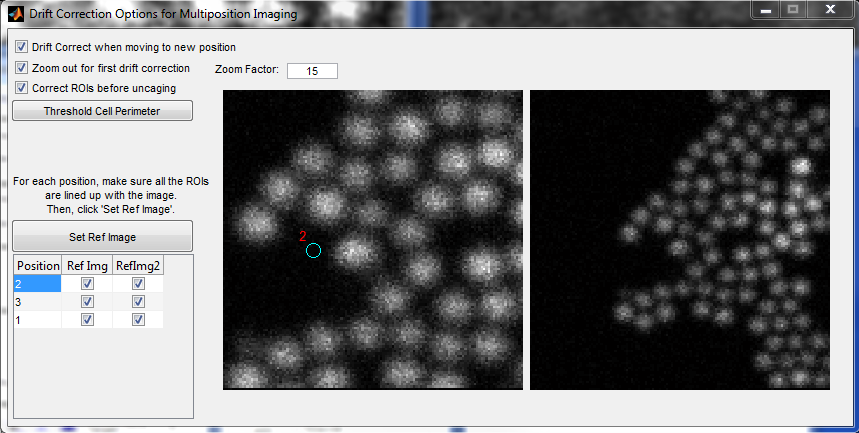 Drift Correction Options for Multiposition Imaging
Drift Correct when moving to new position
Zoom out for first drift correction
Zoom Factor: 15
Correct ROIs before uncaging
Threshold Cell Perimeter
For each position, make sure all the ROIs
are lined up with the image.
Then, click 'Set Ref Image'.
Set Ref Image
Position Ref Img RefImg2
2
3
1
2